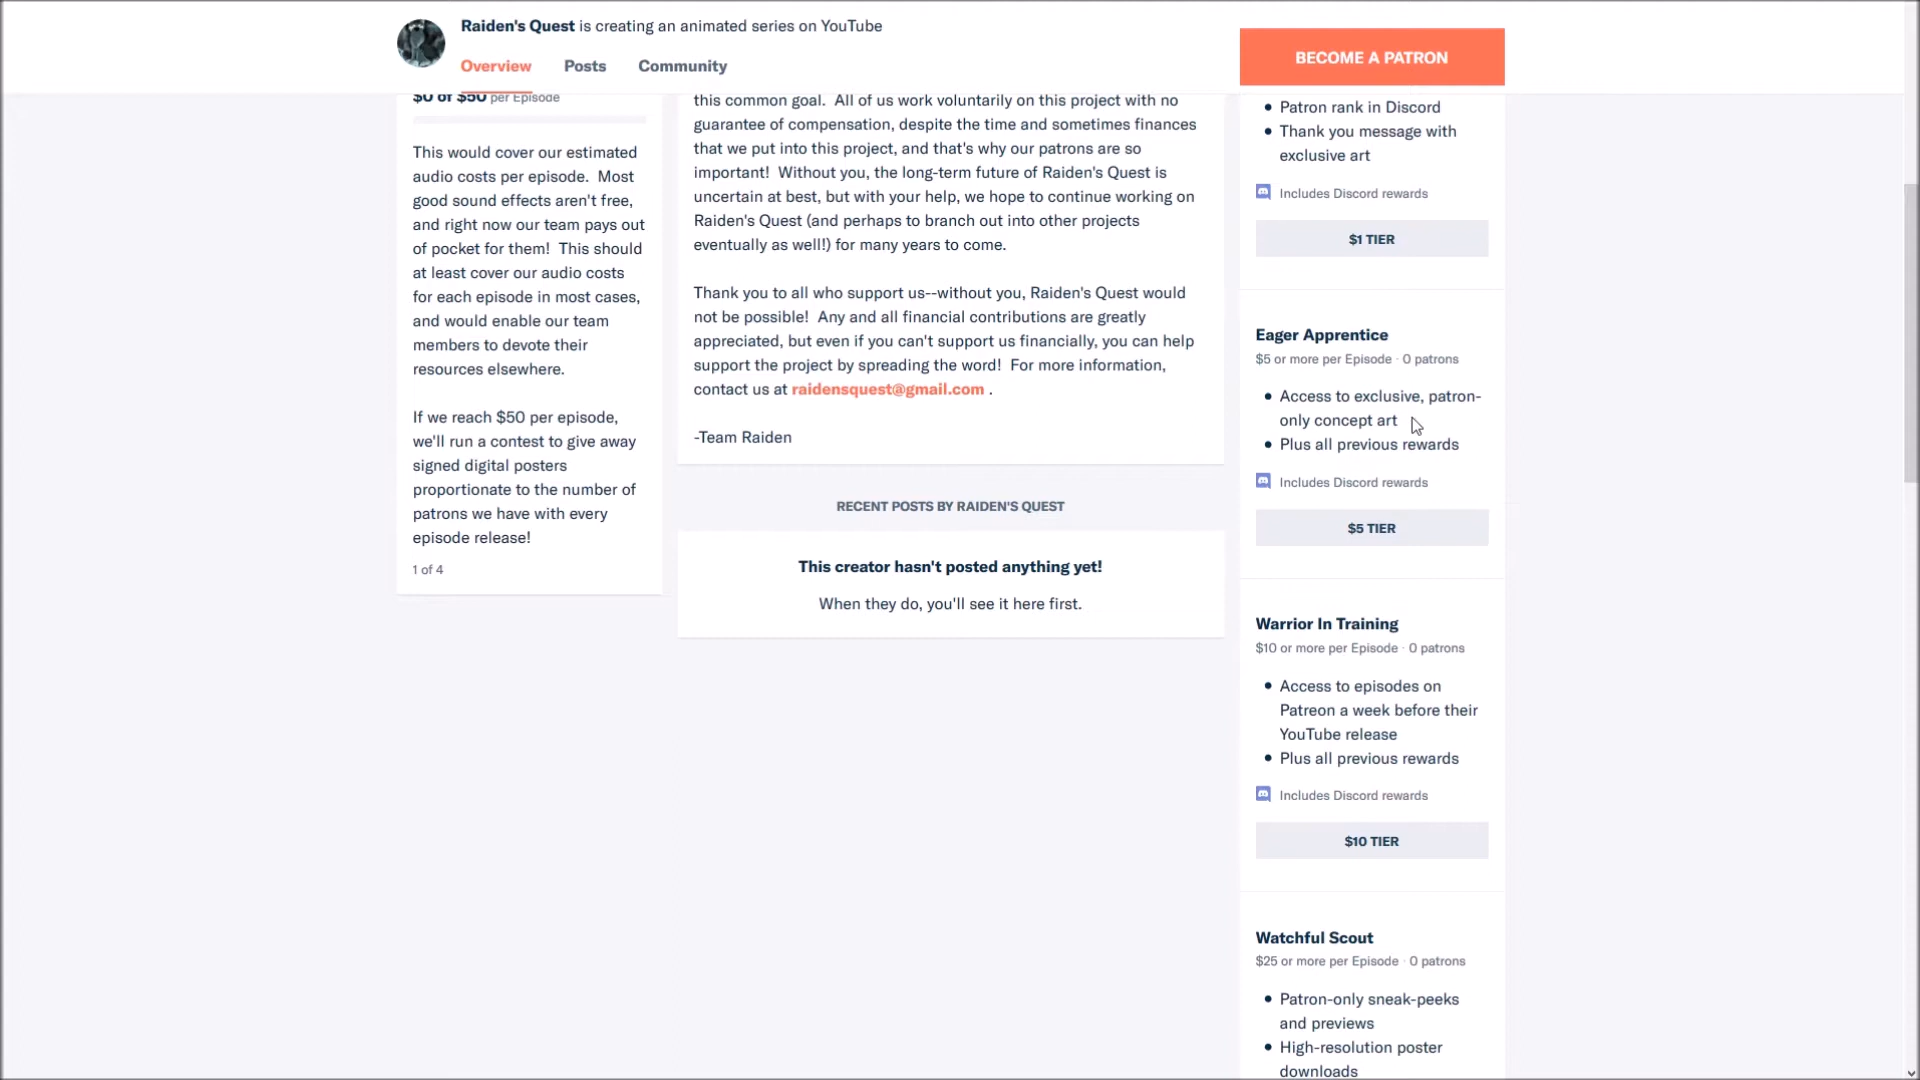 Raiden's Quest is creating an animated series on YouTube
Overview
Posts
Community
BECOME A PATRON
$0 of $50 per Episode
This would cover our estimated
audio costs per episode.  Most
good sound effects aren't free,
and right now our team pays out
of pocket for them!  This should
at least cover our audio costs
for each episode in most cases,
and would enable our team
members to devote their
resources elsewhere.
If we reach $50 per episode,
we'll run a contest to give away
signed digital posters
proportionate to the number of
patrons we have with every
episode release!
1 of 4
this common goal.  All of us work voluntarily on this project with no
guarantee of compensation, despite the time and sometimes finances
that we put into this project, and that's why our patrons are so
important!  Without you, the long-term future of Raiden's Quest is
uncertain at best, but with your help, we hope to continue working on
Raiden's Quest (and perhaps to branch out into other projects
eventually as well!) for many years to come.
Thank you to all who support us--without you, Raiden's Quest would
not be possible!  Any and all financial contributions are greatly
appreciated, but even if you can't support us financially, you can help
support the project by spreading the word!  For more information,
contact us at raidensquest@gmail.com .
-Team Raiden
RECENT POSTS BY RAIDEN'S QUEST
This creator hasn't posted anything yet!
When they do, you'll see it here first.
• Patron rank in Discord
• Thank you message with
exclusive art
Includes Discord rewards
$1 TIER
Eager Apprentice
$5 or more per Episode · 0 patrons
• Access to exclusive, patron-
only concept art
• Plus all previous rewards
Includes Discord rewards
$5 TIER
Warrior In Training
$10 or more per Episode · 0 patrons
• Access to episodes on
Patreon a week before their
YouTube release
• Plus all previous rewards
Includes Discord rewards
$10 TIER
Watchful Scout
$25 or more per Episode · 0 patrons
• Patron-only sneak-peeks
and previews
• High-resolution poster
downloads